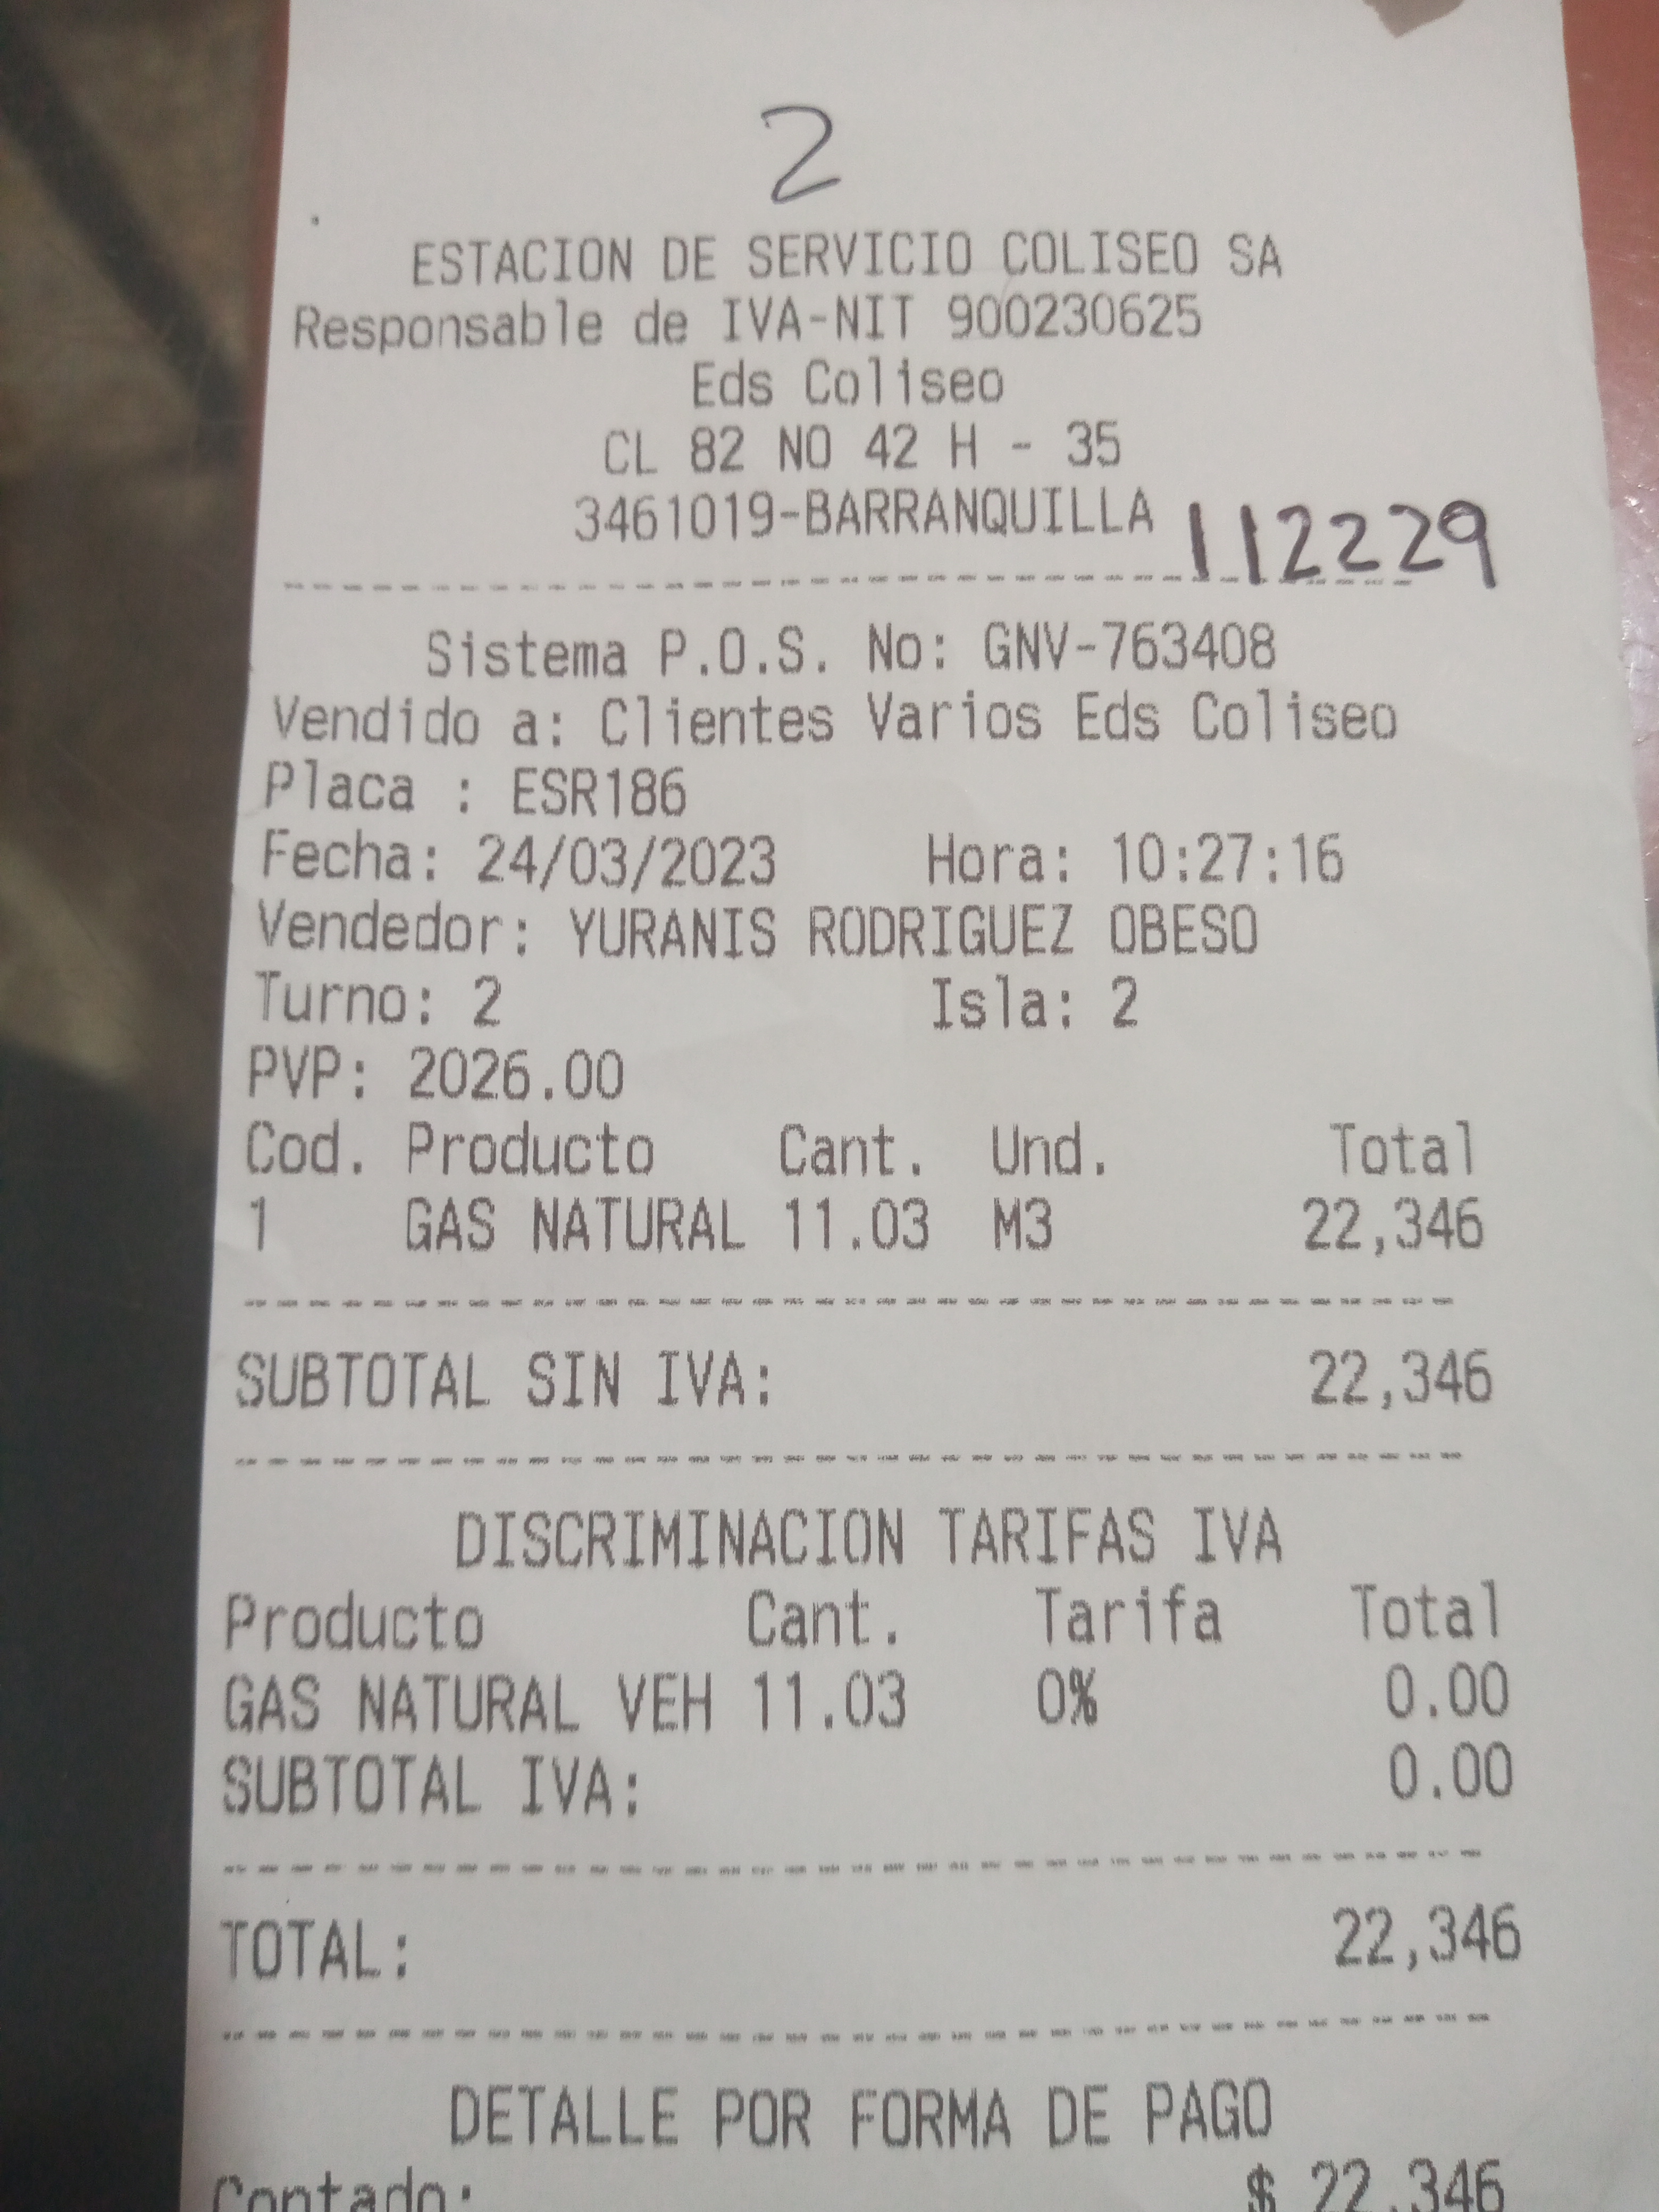 2
ESTACION DE SERVICIO COLISEO SA
Responsable de IVA-NIT 900230625
Eds Coliseo
CL 82 NO 42 H - 35
3461019-BARRANQUILLA
112229
Sistema P.O.S. No: GNV-763408
Vendido a: Clientes Varios Eds Coliseo
Placa : ESR186
Fecha: 24/03/2023 Hora: 10:27:16
Vendedor: YURANIS RODRIGUEZ OBESO
Turno: 2 Isla: 2
PVP: 2026.00
Cod. Producto Cant. Und. Total
1 GAS NATURAL 11.03 M3 22,346
SUBTOTAL SIN IVA: 22,346
DISCRIMINACION TARIFAS IVA
Producto Cant. Tarifa Total
GAS NATURAL VEH 11.03 0% 0.00
SUBTOTAL IVA: 0.00
TOTAL: 22,346
DETALLE POR FORMA DE PAGO
Contado: $ 22,346